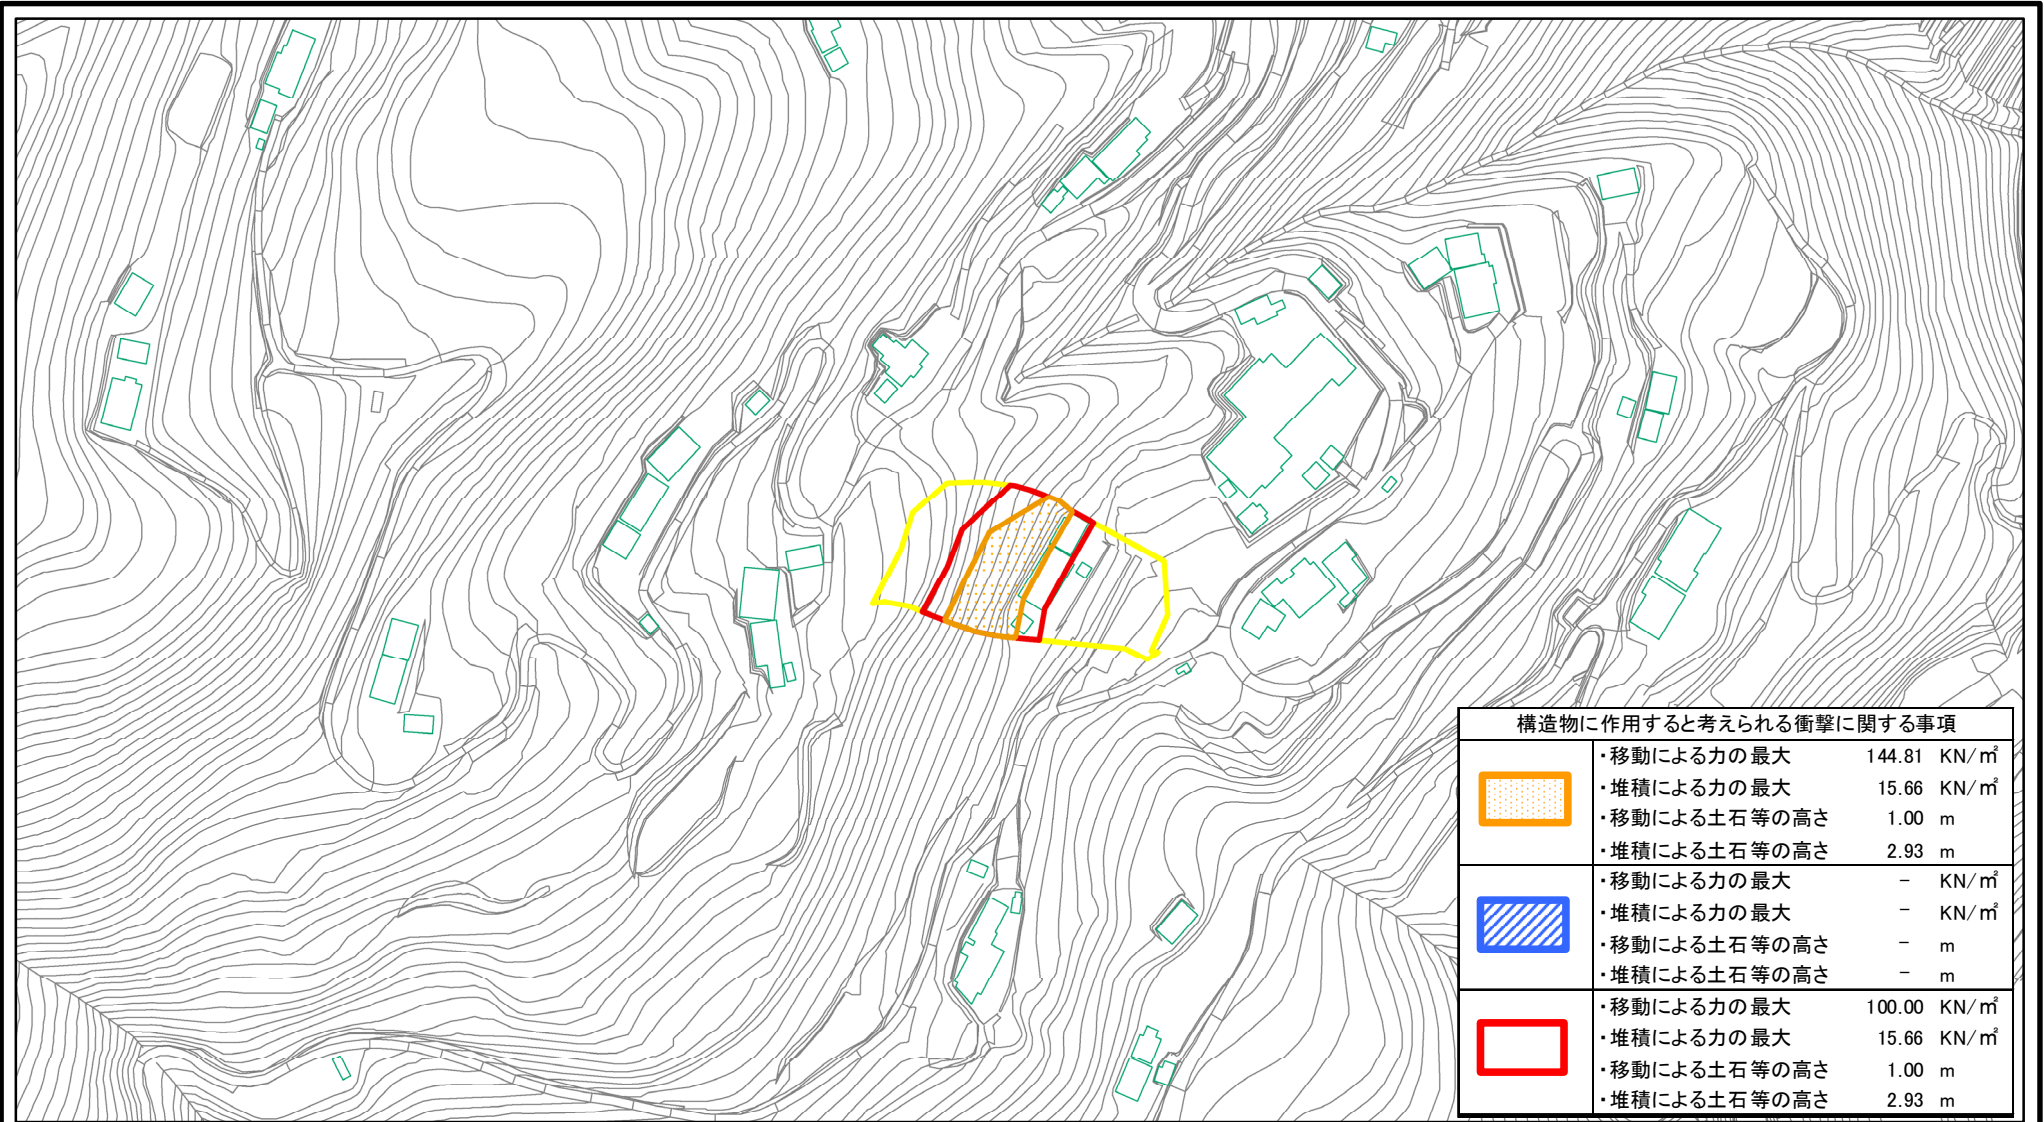 構造物に作用すると考えられる衝撃に関する事項
・移動による力の最大 144.81 KN/㎡
・堆積による力の最大 15.66 KN/㎡
・移動による土石等の高さ 1.00 m
・堆積による土石等の高さ 2.93 m
・移動による力の最大 － KN/㎡
・堆積による力の最大 － KN/㎡
・移動による土石等の高さ － m
・堆積による土石等の高さ － m
・移動による力の最大 100.00 KN/㎡
・堆積による力の最大 15.66 KN/㎡
・移動による土石等の高さ 1.00 m
・堆積による土石等の高さ 2.93 m